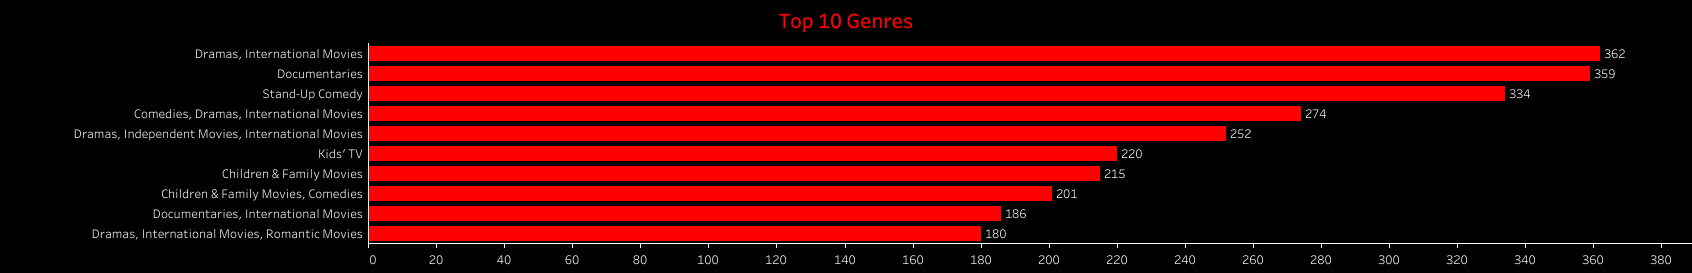 Top 10 Genres
Dramas, International Movies 362
Documentaries 359
Stand-Up Comedy 334
Comedies, Dramas, International Movies 274
Dramas, Independent Movies, International Movies 252
Kids' TV 220
Children & Family Movies 215
Children & Family Movies, Comedies 201
Documentaries, International Movies 186
Dramas, International Movies, Romantic Movies 180
0 20 40 60 80 100 120 140 160 180 200 220 240 260 280 300 320 340 360 380